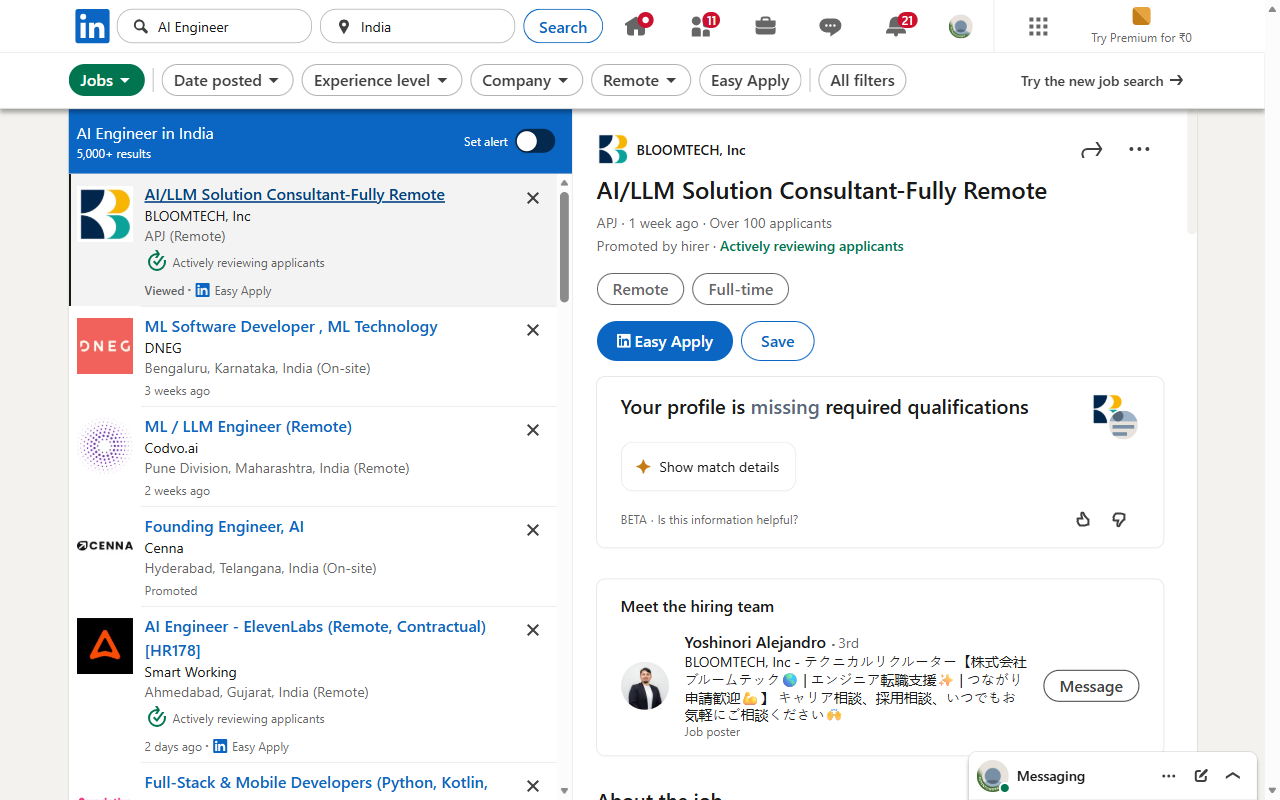 in
AI Engineer
India
Search
11
21
Try Premium for ₹0
Jobs
Date posted
Experience level
Company
Remote
Easy Apply
All filters
Try the new job search
AI Engineer in India
5,000+ results
Set alert
AI/LLM Solution Consultant-Fully Remote
BLOOMTECH, Inc
APJ (Remote)
Actively reviewing applicants
Viewed · in Easy Apply
DNEG
ML Software Developer , ML Technology
DNEG
Bengaluru, Karnataka, India (On-site)
3 weeks ago
ML / LLM Engineer (Remote)
Codvo.ai
Pune Division, Maharashtra, India (Remote)
2 weeks ago
CENNA
Founding Engineer, AI
Cenna
Hyderabad, Telangana, India (On-site)
Promoted
AI Engineer - ElevenLabs (Remote, Contractual)
[HR178]
Smart Working
Ahmedabad, Gujarat, India (Remote)
Actively reviewing applicants
2 days ago · in Easy Apply
Full-Stack & Mobile Developers (Python, Kotlin,
BLOOMTECH, Inc
AI/LLM Solution Consultant-Fully Remote
APJ · 1 week ago · Over 100 applicants
Promoted by hirer · Actively reviewing applicants
Remote
Full-time
in Easy Apply
Save
Your profile is missing required qualifications
Show match details
BETA · Is this information helpful?
Meet the hiring team
Yoshinori Alejandro · 3rd
BLOOMTECH, Inc - テクニカルリクルーター【株式会社
ブルームテック🌏 | エンジニア転職支援✨ | つながり
申請歓迎💪 】 キャリア相談、採用相談、いつでもお
気軽にご相談ください🙌
Job poster
Message
About the job
Messaging